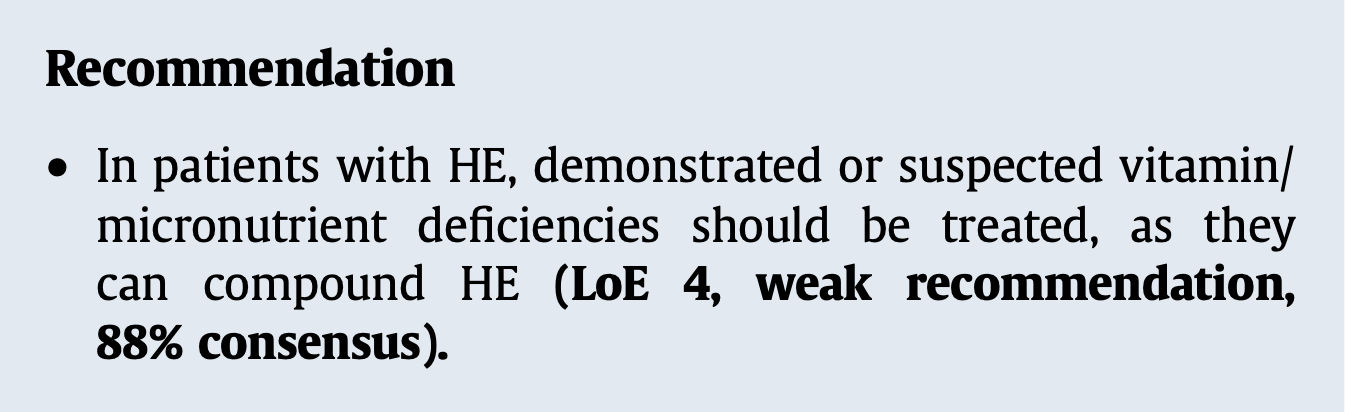 Recommendation
• In patients with HE, demonstrated or suspected vitamin/
micronutrient deficiencies should be treated, as they
can compound HE (LoE 4, weak recommendation,
88% consensus).